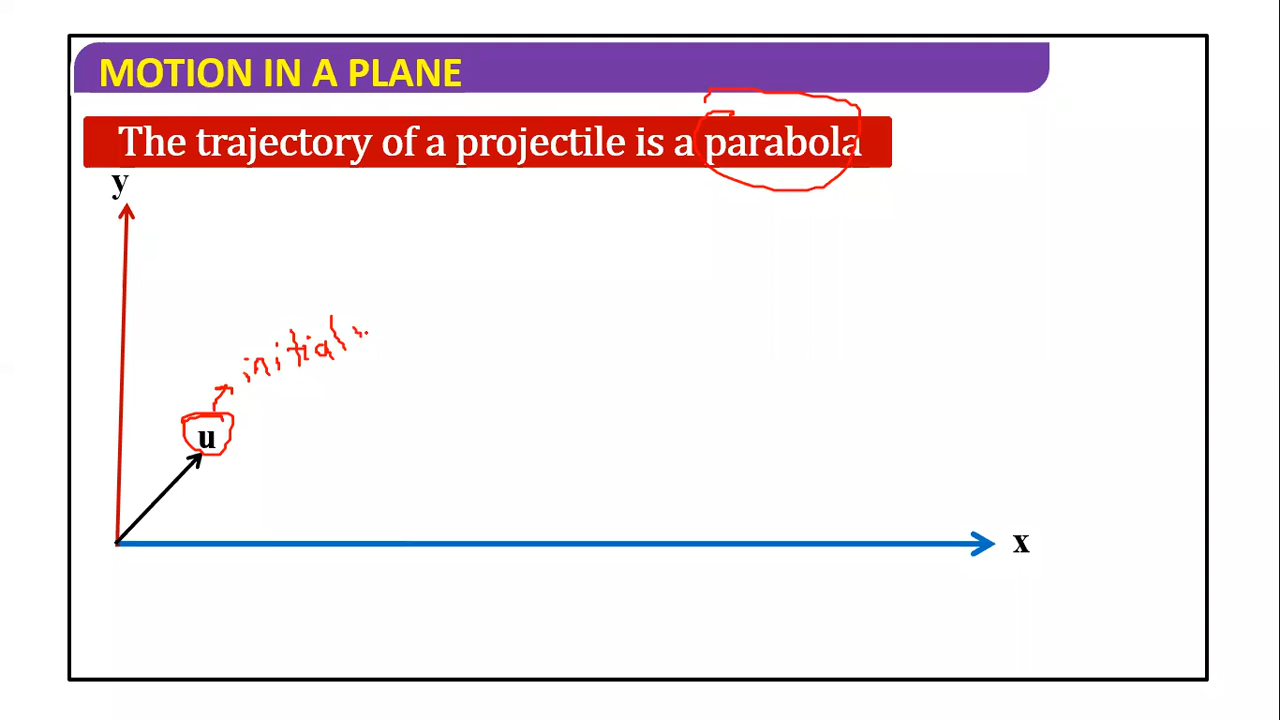 MOTION IN A PLANE
The trajectory of a projectile is a parabola
y
initial
u
x